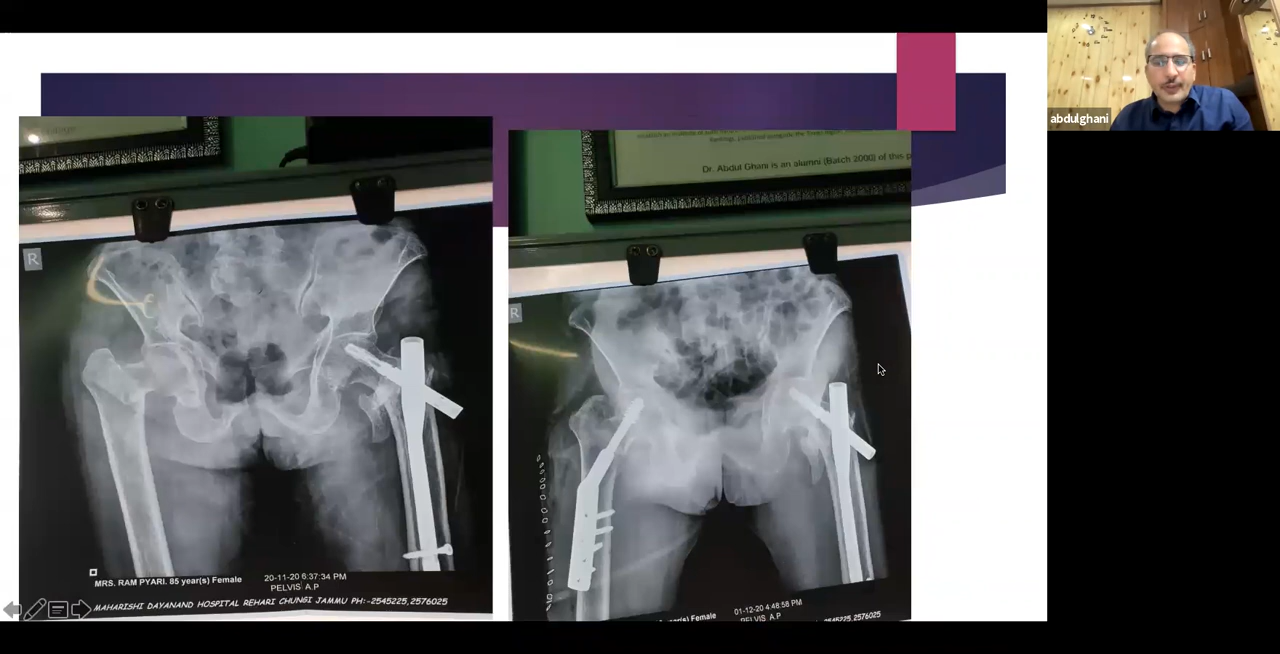 abdulghani
Dr. Abdul Ghani is an alumni (Batch 2000) of this p
R
R
MRS. RAM PYARI. 85 year(s) Female
20-11-20 6:37:34 PM
PELVIS A.P
MAHARISHI DAYANAND HOSPITAL REHARI CHUNGI JAMMU PH:-2545225,2576025
Female
01-12-20 4:48:58 PM
PELVIS A.P
2545225,2576025